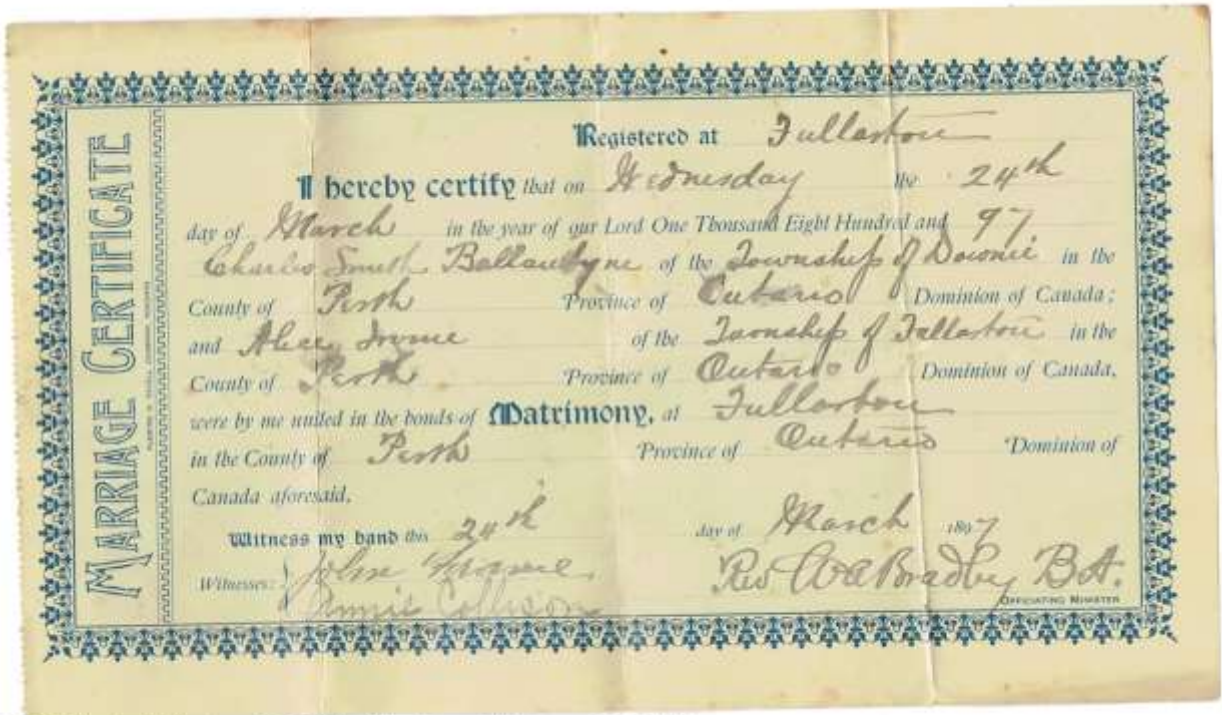 MARRIAGE CERTIFICATE
Registered at Fullarton
I hereby certify that on Wednesday the 24th
day of March in the year of our Lord One Thousand Eight Hundred and 97
Charles Smith Ballantyne of the Township of Downie in the
County of Perth Province of Ontario Dominion of Canada;
and Alice Irvine of the Township of Fullarton in the
County of Perth Province of Ontario Dominion of Canada,
were by me united in the bonds of Matrimony, at Fullarton
in the County of Perth Province of Ontario Dominion of
Canada aforesaid.
Witness my hand this 24th day of March 1897
Witnesses: John Irvine Rev W A Bradley B.A.
Annie Collison OFFICIATING MINISTER